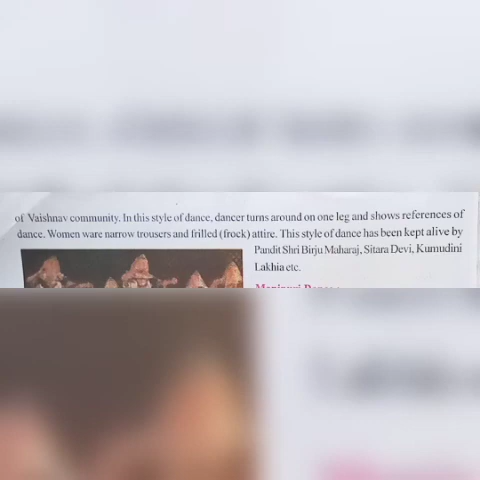 of Vaishnav community. In this style of dance, dancer turns around on one leg and shows references of
dance. Women ware narrow trousers and frilled (frock) attire. This style of dance has been kept alive by
Pandit Shri Birju Maharaj, Sitara Devi, Kumudini
Lakhia etc.